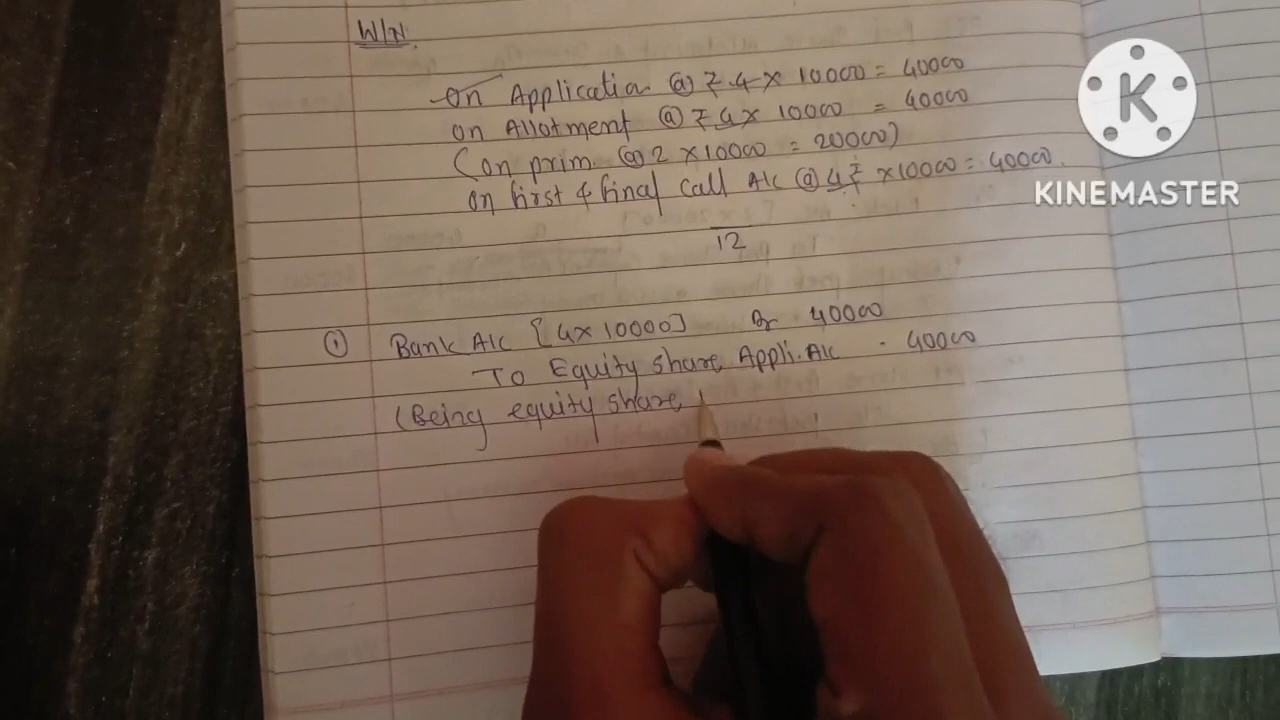 W/N.
On Application @ ₹ 4 × 10000 = 40000
on Allotment @ ₹ 4 × 10000 = 40000
(on prim. @ 2 × 10000 = 20000)
on first & final call A/c @ 4 ₹ × 10000 = 40000.
12
① Bank A/c [4×10000] Dr 40000
To Equity share Appli. A/c . 40000
(Being equity share
K
KINEMASTER